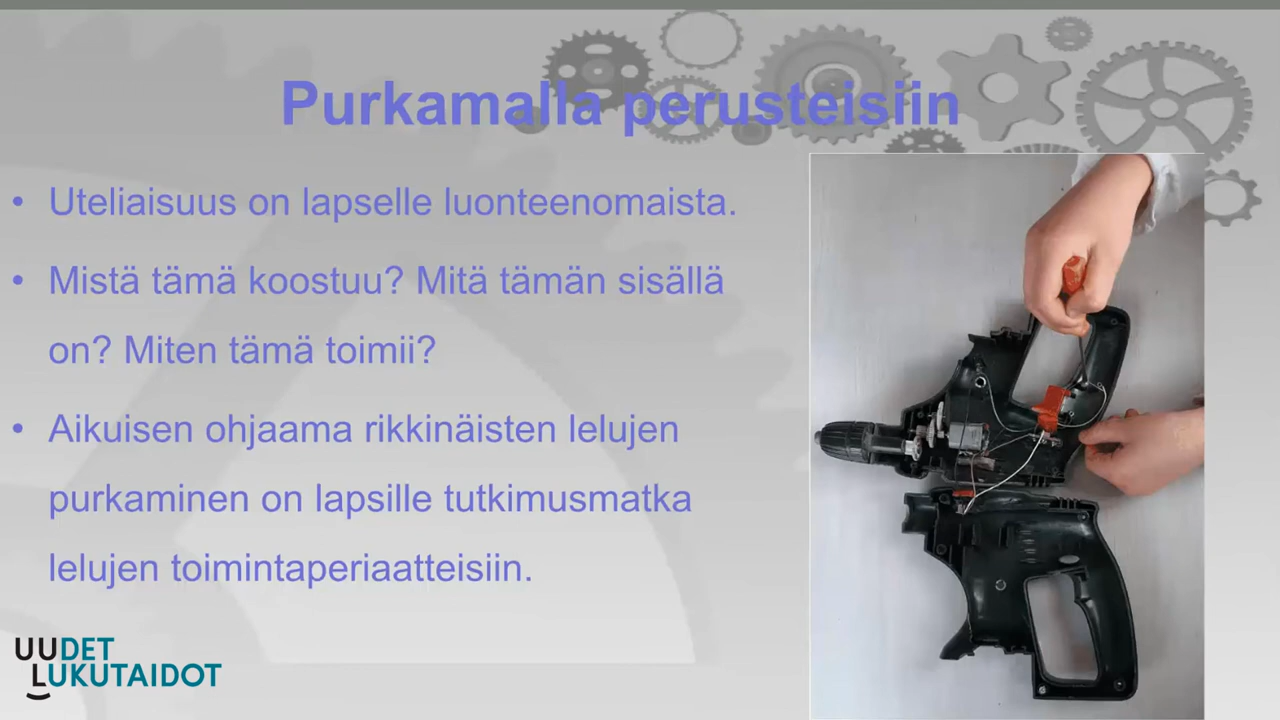 Purkamalla perusteisiin
• Uteliaisuus on lapselle luonteenomaista.
• Mistä tämä koostuu? Mitä tämän sisällä
on? Miten tämä toimii?
• Aikuisen ohjaama rikkinäisten lelujen
purkaminen on lapsille tutkimusmatka
lelujen toimintaperiaatteisiin.
UUDET
LUKUTAIDOT